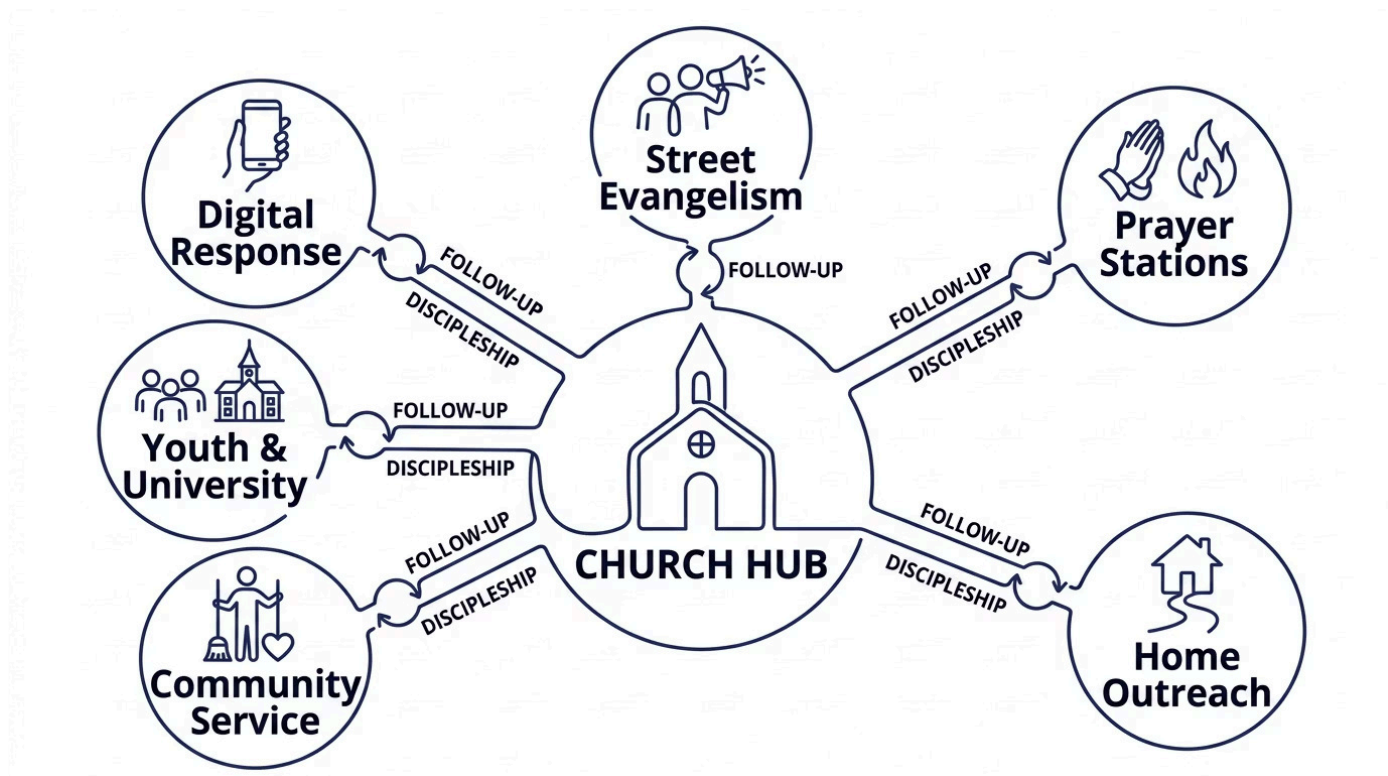 Street
Evangelism
FOLLOW-UP
Digital
Response
FOLLOW-UP
DISCIPLESHIP
Prayer
Stations
FOLLOW-UP
DISCIPLESHIP
Youth &
University
FOLLOW-UP
DISCIPLESHIP
CHURCH HUB
Community
Service
FOLLOW-UP
DISCIPLESHIP
Home
Outreach
FOLLOW-UP
DISCIPLESHIP